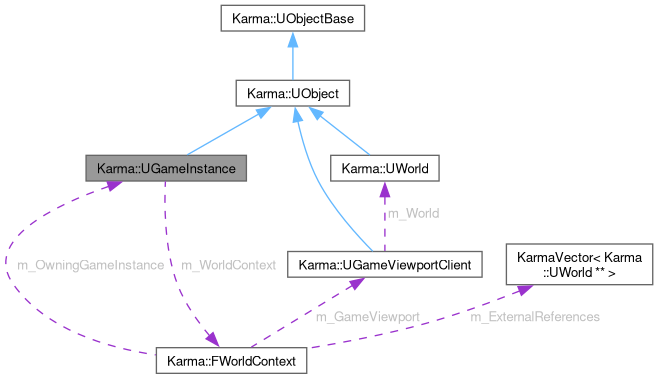 Karma::UObjectBase
Karma::UObject
Karma::UGameInstance
Karma::UWorld
m_World
m_OwningGameInstance
m_WorldContext
Karma::UGameViewportClient
KarmaVector< Karma
::UWorld ** >
m_GameViewport
m_ExternalReferences
Karma::FWorldContext